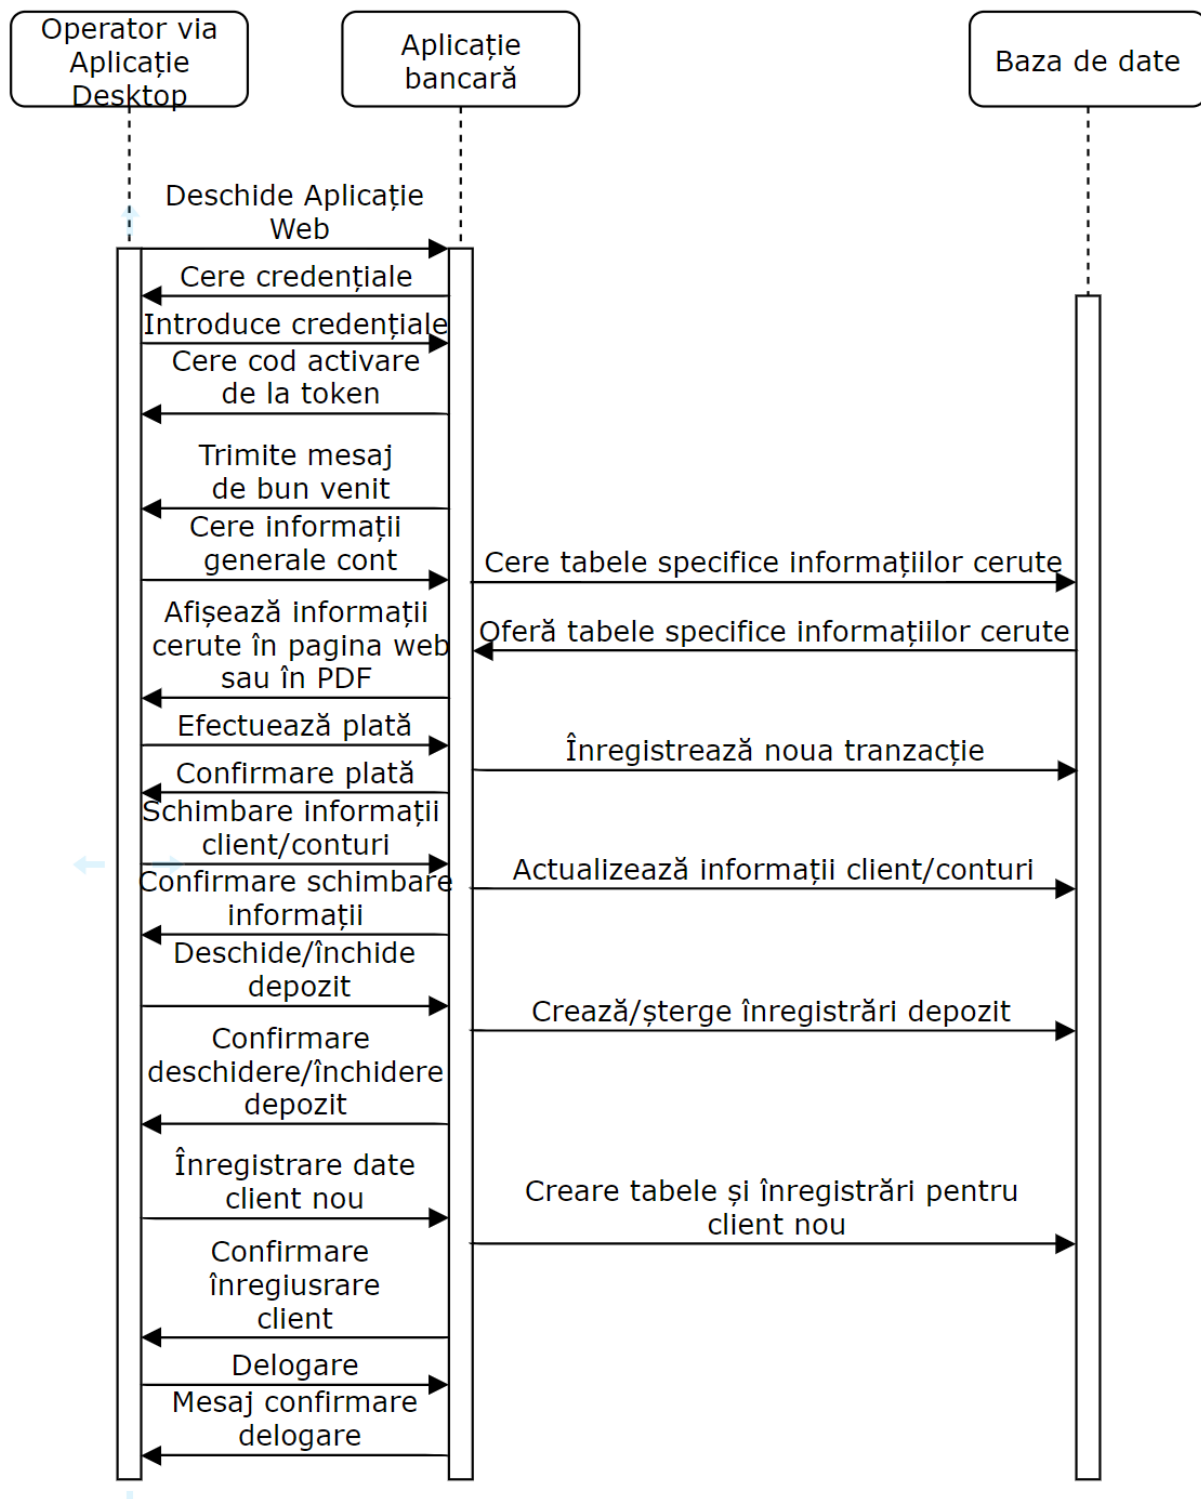 Operator via
Aplicație
Desktop
Aplicație
bancară
Baza de date
Deschide Aplicație
Web
Cere credențiale
Introduce credențiale
Cere cod activare
de la token
Trimite mesaj
de bun venit
Cere informații
generale cont
Cere tabele specifice informațiilor cerute
Afișează informații
cerute în pagina web
sau în PDF
Oferă tabele specifice informațiilor cerute
Efectuează plată
Înregistrează noua tranzacție
Confirmare plată
Schimbare informații
client/conturi
Actualizează informații client/conturi
Confirmare schimbare
informații
Deschide/închide
depozit
Crează/șterge înregistrări depozit
Confirmare
deschidere/închidere
depozit
Înregistrare date
client nou
Creare tabele și înregistrări pentru
client nou
Confirmare
înregiusrare
client
Delogare
Mesaj confirmare
delogare